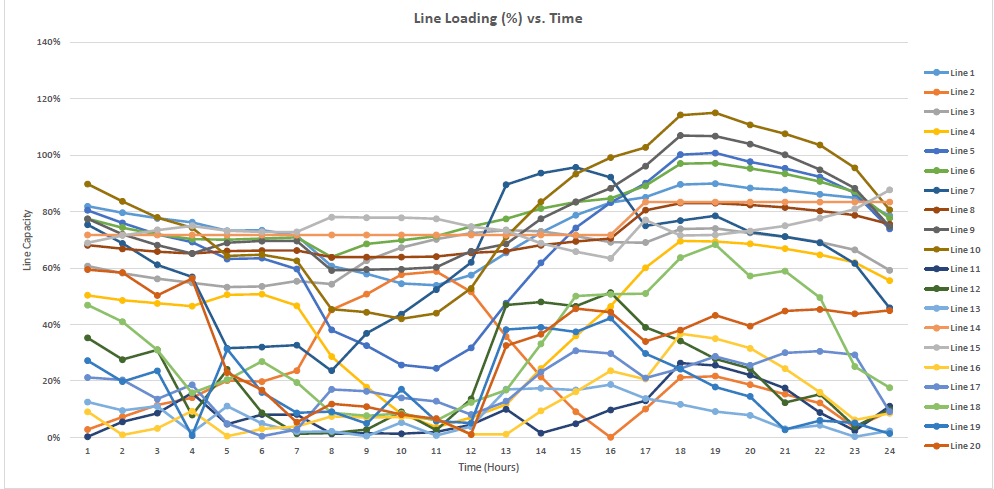 Line Loading (%) vs. Time
140%
120%
100%
80%
60%
40%
20%
0%
Line Capacity
1 2 3 4 5 6 7 8 9 10 11 12 13 14 15 16 17 18 19 20 21 22 23 24
Time (Hours)
Line 1
Line 2
Line 3
Line 4
Line 5
Line 6
Line 7
Line 8
Line 9
Line 10
Line 11
Line 12
Line 13
Line 14
Line 15
Line 16
Line 17
Line 18
Line 19
Line 20